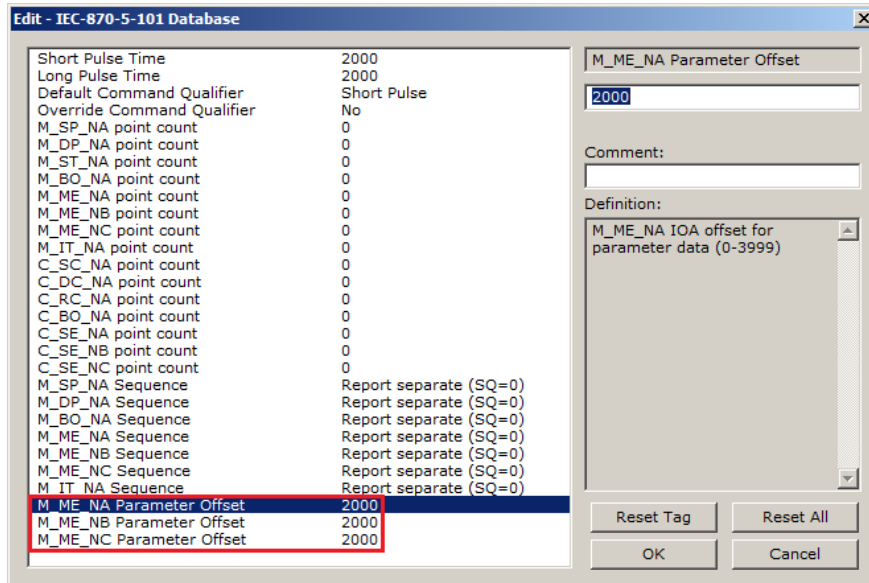 Edit - IEC-870-5-101 Database
Short Pulse Time 2000
Long Pulse Time 2000
Default Command Qualifier Short Pulse
Override Command Qualifier No
M_SP_NA point count 0
M_DP_NA point count 0
M_ST_NA point count 0
M_BO_NA point count 0
M_ME_NA point count 0
M_ME_NB point count 0
M_ME_NC point count 0
M_IT_NA point count 0
C_SC_NA point count 0
C_DC_NA point count 0
C_RC_NA point count 0
C_BO_NA point count 0
C_SE_NA point count 0
C_SE_NB point count 0
C_SE_NC point count 0
M_SP_NA Sequence Report separate (SQ=0)
M_DP_NA Sequence Report separate (SQ=0)
M_BO_NA Sequence Report separate (SQ=0)
M_ME_NA Sequence Report separate (SQ=0)
M_ME_NB Sequence Report separate (SQ=0)
M_ME_NC Sequence Report separate (SQ=0)
M_IT_NA Sequence Report separate (SQ=0)
M_ME_NA Parameter Offset 2000
M_ME_NB Parameter Offset 2000
M_ME_NC Parameter Offset 2000
M_ME_NA Parameter Offset
2000
Comment:
Definition:
M_ME_NA IOA offset for
parameter data (0-3999)
Reset Tag Reset All
OK Cancel